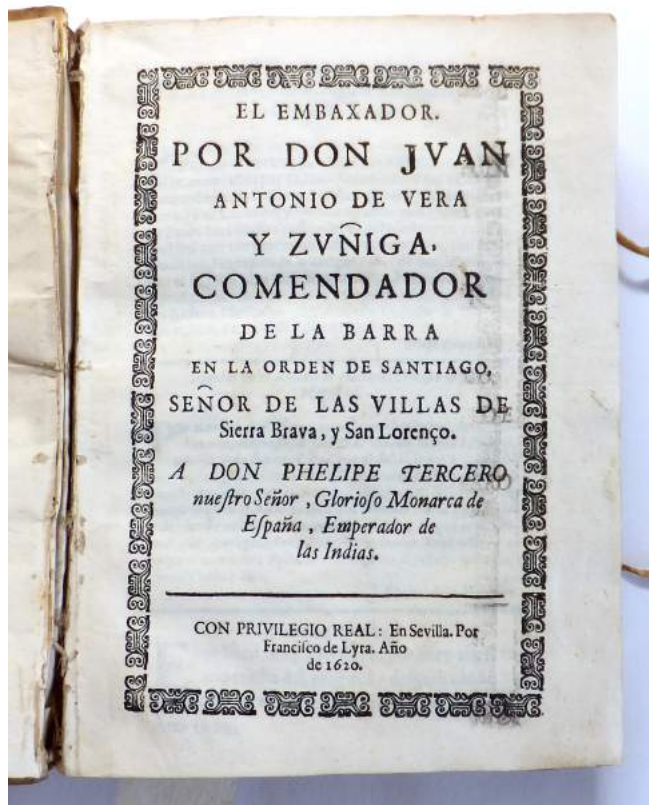 EL EMBAXADOR.
POR DON JVAN
ANTONIO DE VERA
Y ZVÑIGA,
COMENDADOR
DE LA BARRA
EN LA ORDEN DE SANTIAGO,
SEÑOR DE LAS VILLAS DE
Sierra Brava, y San Lorenço.
A DON PHELIPE TERCERO
nueſtro Señor, Glorioſo Monarca de
Eſpaña, Emperador de
las Indias.
CON PRIVILEGIO REAL: En Sevilla. Por
Franciſco de Lyra. Año
de 1620.